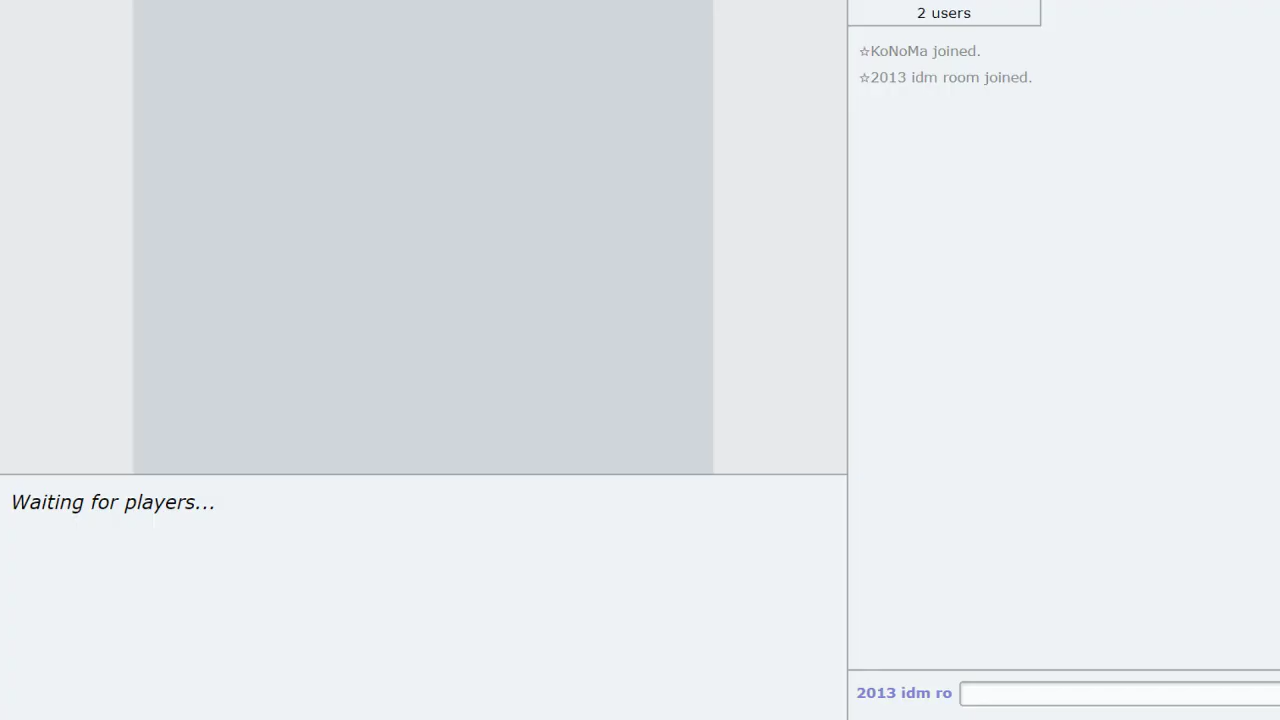 2 users
☆KoNoMa joined.
☆2013 idm room joined.
Waiting for players...
2013 idm ro